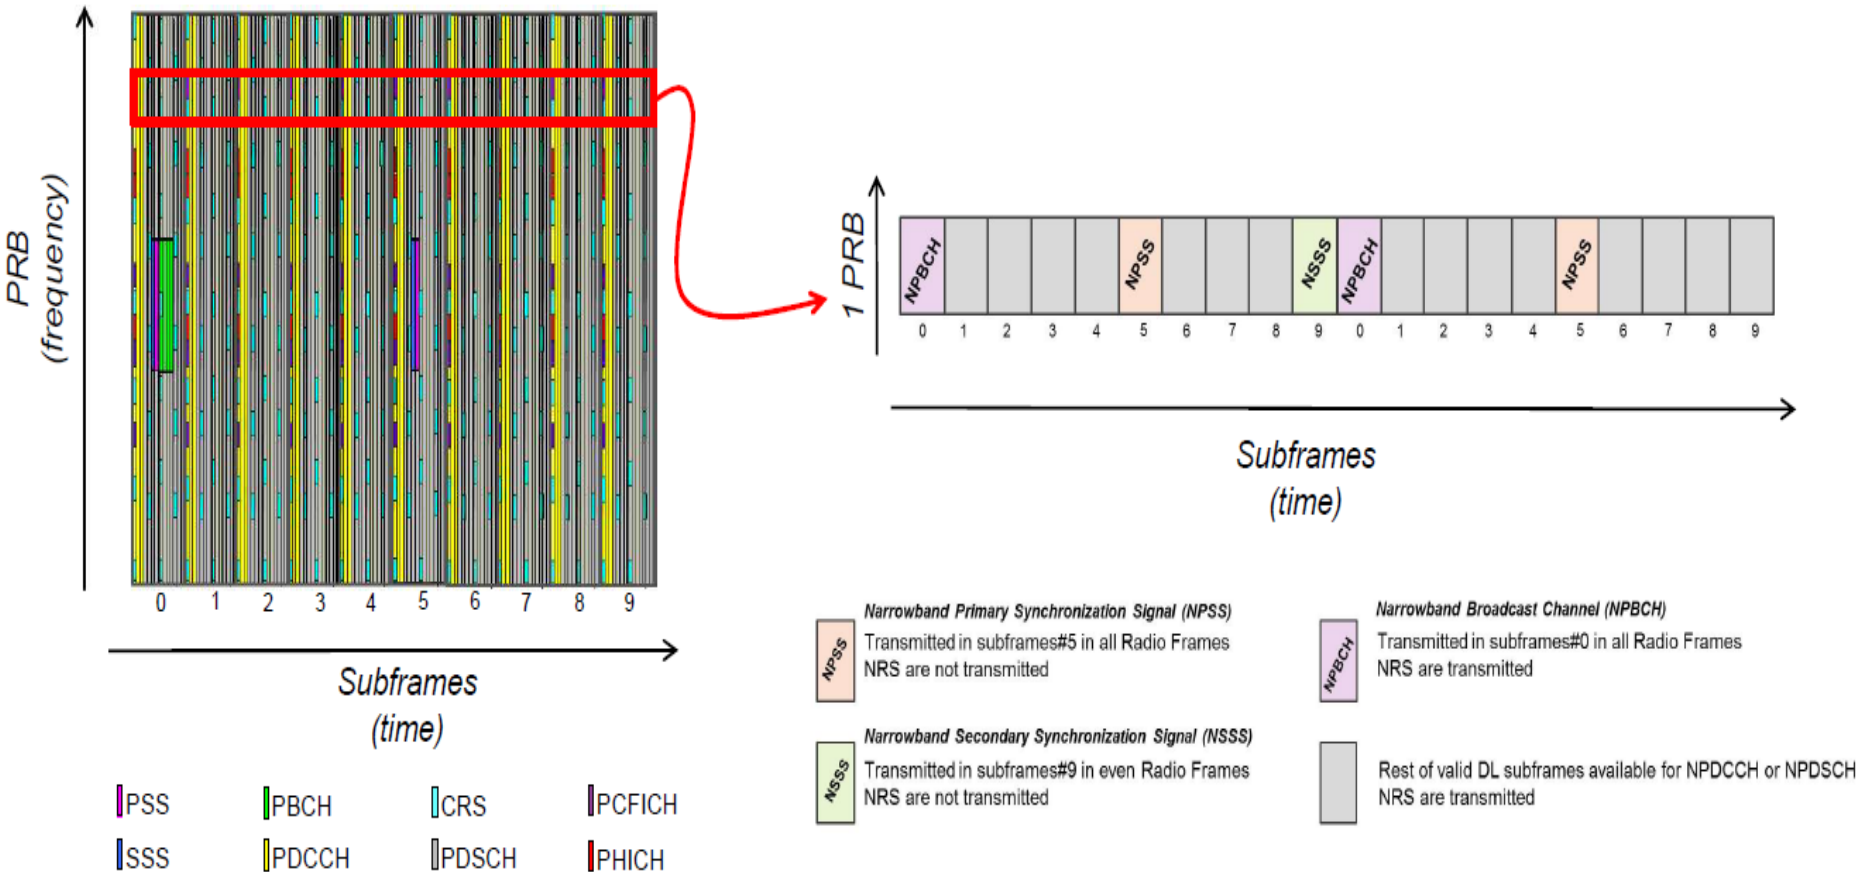 PRB
(frequency)
0 1 2 3 4 5 6 7 8 9
Subframes
(time)
PSS PBCH CRS PCFICH
SSS PDCCH PDSCH PHICH
1 PRB
NPBCH NPSS NSSS NPBCH NPSS
0 1 2 3 4 5 6 7 8 9 0 1 2 3 4 5 6 7 8 9
Subframes
(time)
NPSS
Narrowband Primary Synchronization Signal (NPSS)
Transmitted in subframes#5 in all Radio Frames
NRS are not transmitted
NPBCH
Narrowband Broadcast Channel (NPBCH)
Transmitted in subframes#0 in all Radio Frames
NRS are transmitted
NSSS
Narrowband Secondary Synchronization Signal (NSSS)
Transmitted in subframes#9 in even Radio Frames
NRS are not transmitted
Rest of valid DL subframes available for NPDCCH or NPDSCH
NRS are transmitted